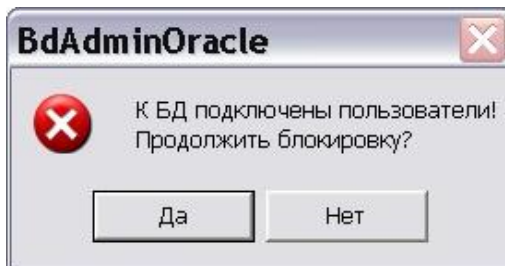 BdAdminOracle
К БД подключены пользователи!
Продолжить блокировку?
Да
Нет